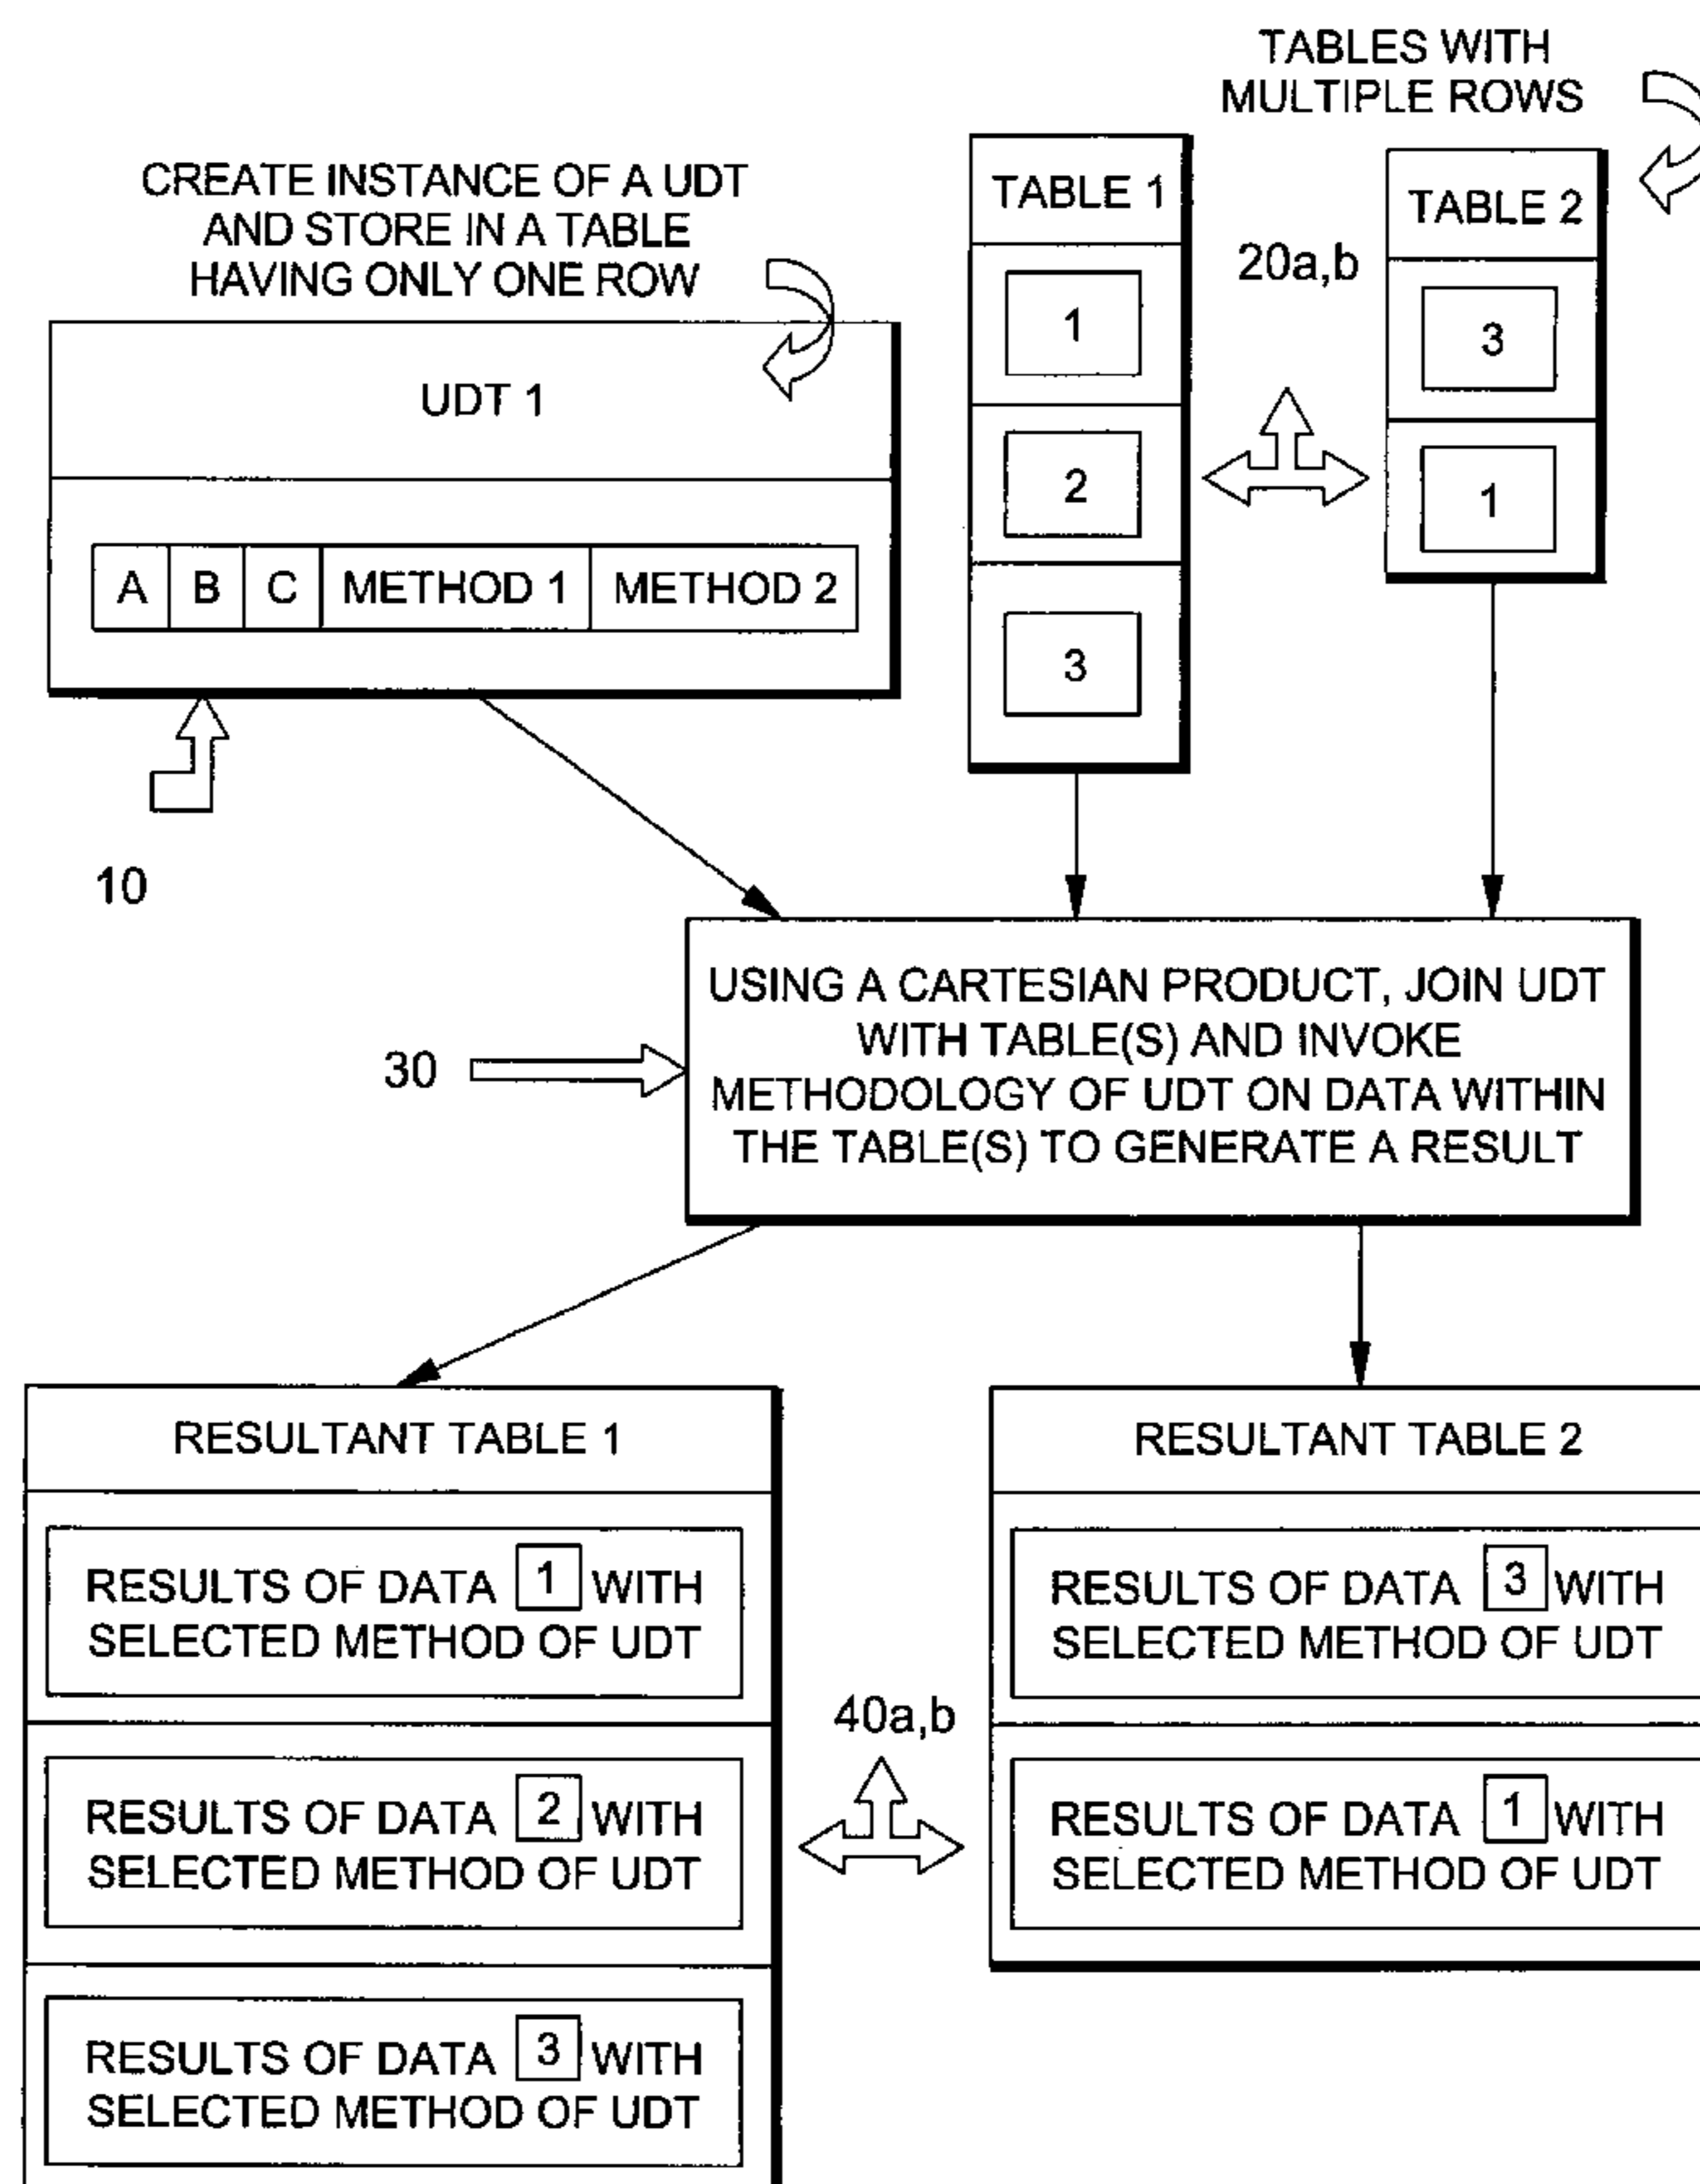 TABLES WITH
MULTIPLE ROWS
CREATE INSTANCE OF A UDT
AND STORE IN A TABLE
HAVING ONLY ONE ROW
UDT 1
A B C METHOD 1 METHOD 2
10
TABLE 1
1
2
3
20a,b
TABLE 2
3
1
30
USING A CARTESIAN PRODUCT, JOIN UDT
WITH TABLE(S) AND INVOKE
METHODOLOGY OF UDT ON DATA WITHIN
THE TABLE(S) TO GENERATE A RESULT
RESULTANT TABLE 1
RESULTS OF DATA 1 WITH
SELECTED METHOD OF UDT
RESULTS OF DATA 2 WITH
SELECTED METHOD OF UDT
RESULTS OF DATA 3 WITH
SELECTED METHOD OF UDT
40a,b
RESULTANT TABLE 2
RESULTS OF DATA 3 WITH
SELECTED METHOD OF UDT
RESULTS OF DATA 1 WITH
SELECTED METHOD OF UDT